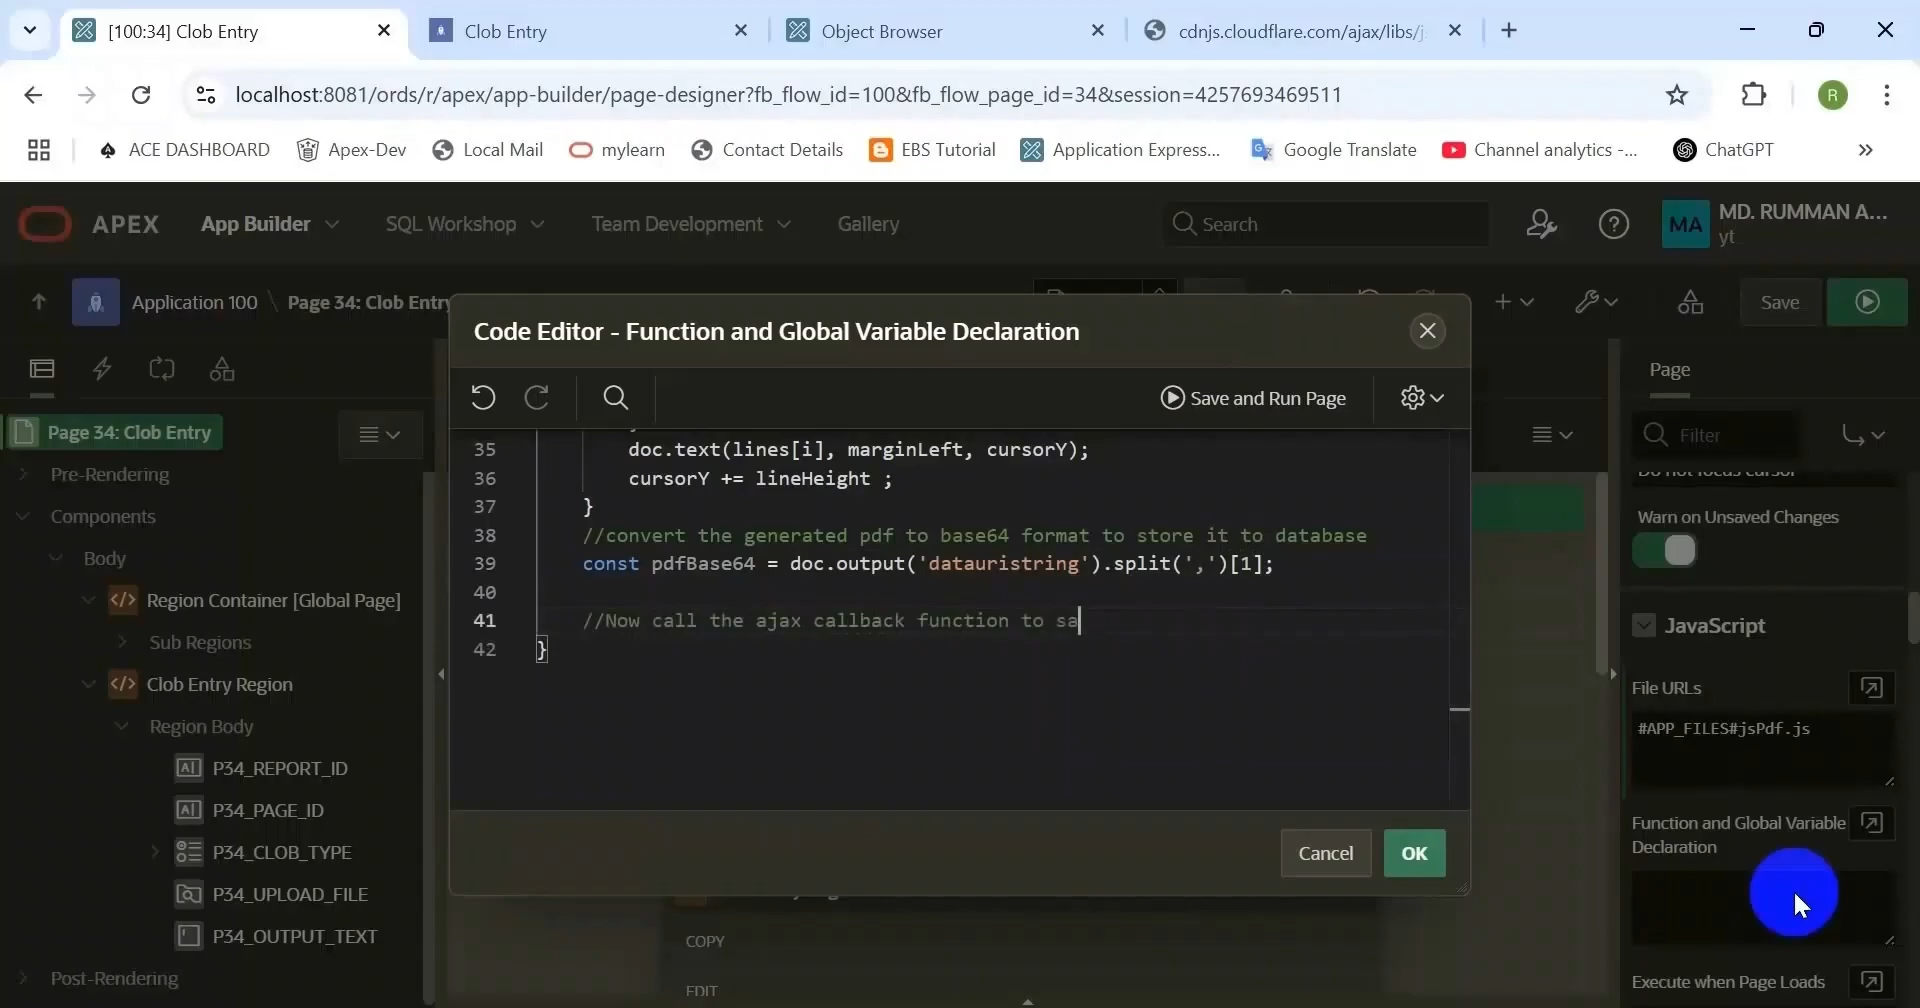 [100:34] Clob Entry
Clob Entry
Object Browser
cdnjs.cloudflare.com/ajax/libs/
localhost:8081/ords/r/apex/app-builder/page-designer?fb_flow_id=100&fb_flow_page_id=34&session=4257693469511
R
ACE DASHBOARD
Apex-Dev
Local Mail
mylearn
Contact Details
EBS Tutorial
Application Express...
Google Translate
Channel analytics -...
ChatGPT
APEX
App Builder
SQL Workshop
Team Development
Gallery
Search
MA
MD. RUMMAN A...
yt
Application 100 \ Page 34: Clob Entry
Save
Code Editor - Function and Global Variable Declaration
Save and Run Page
Page
Filter
Page 34: Clob Entry
Pre-Rendering
Components
Body
Region Container [Global Page]
Sub Regions
Clob Entry Region
Region Body
P34_REPORT_ID
P34_PAGE_ID
P34_CLOB_TYPE
P34_UPLOAD_FILE
P34_OUTPUT_TEXT
Post-Rendering
35 doc.text(lines[i], marginLeft, cursorY);
36 cursorY += lineHeight ;
37 }
38 //convert the generated pdf to base64 format to store it to database
39 const pdfBase64 = doc.output('datauristring').split(',')[1];
40
41 //Now call the ajax callback function to sa
42 }
Cancel
OK
COPY
EDIT
Do not focus cursor
Warn on Unsaved Changes
JavaScript
File URLs
#APP_FILES#jsPdf.js
Function and Global Variable
Declaration
Execute when Page Loads